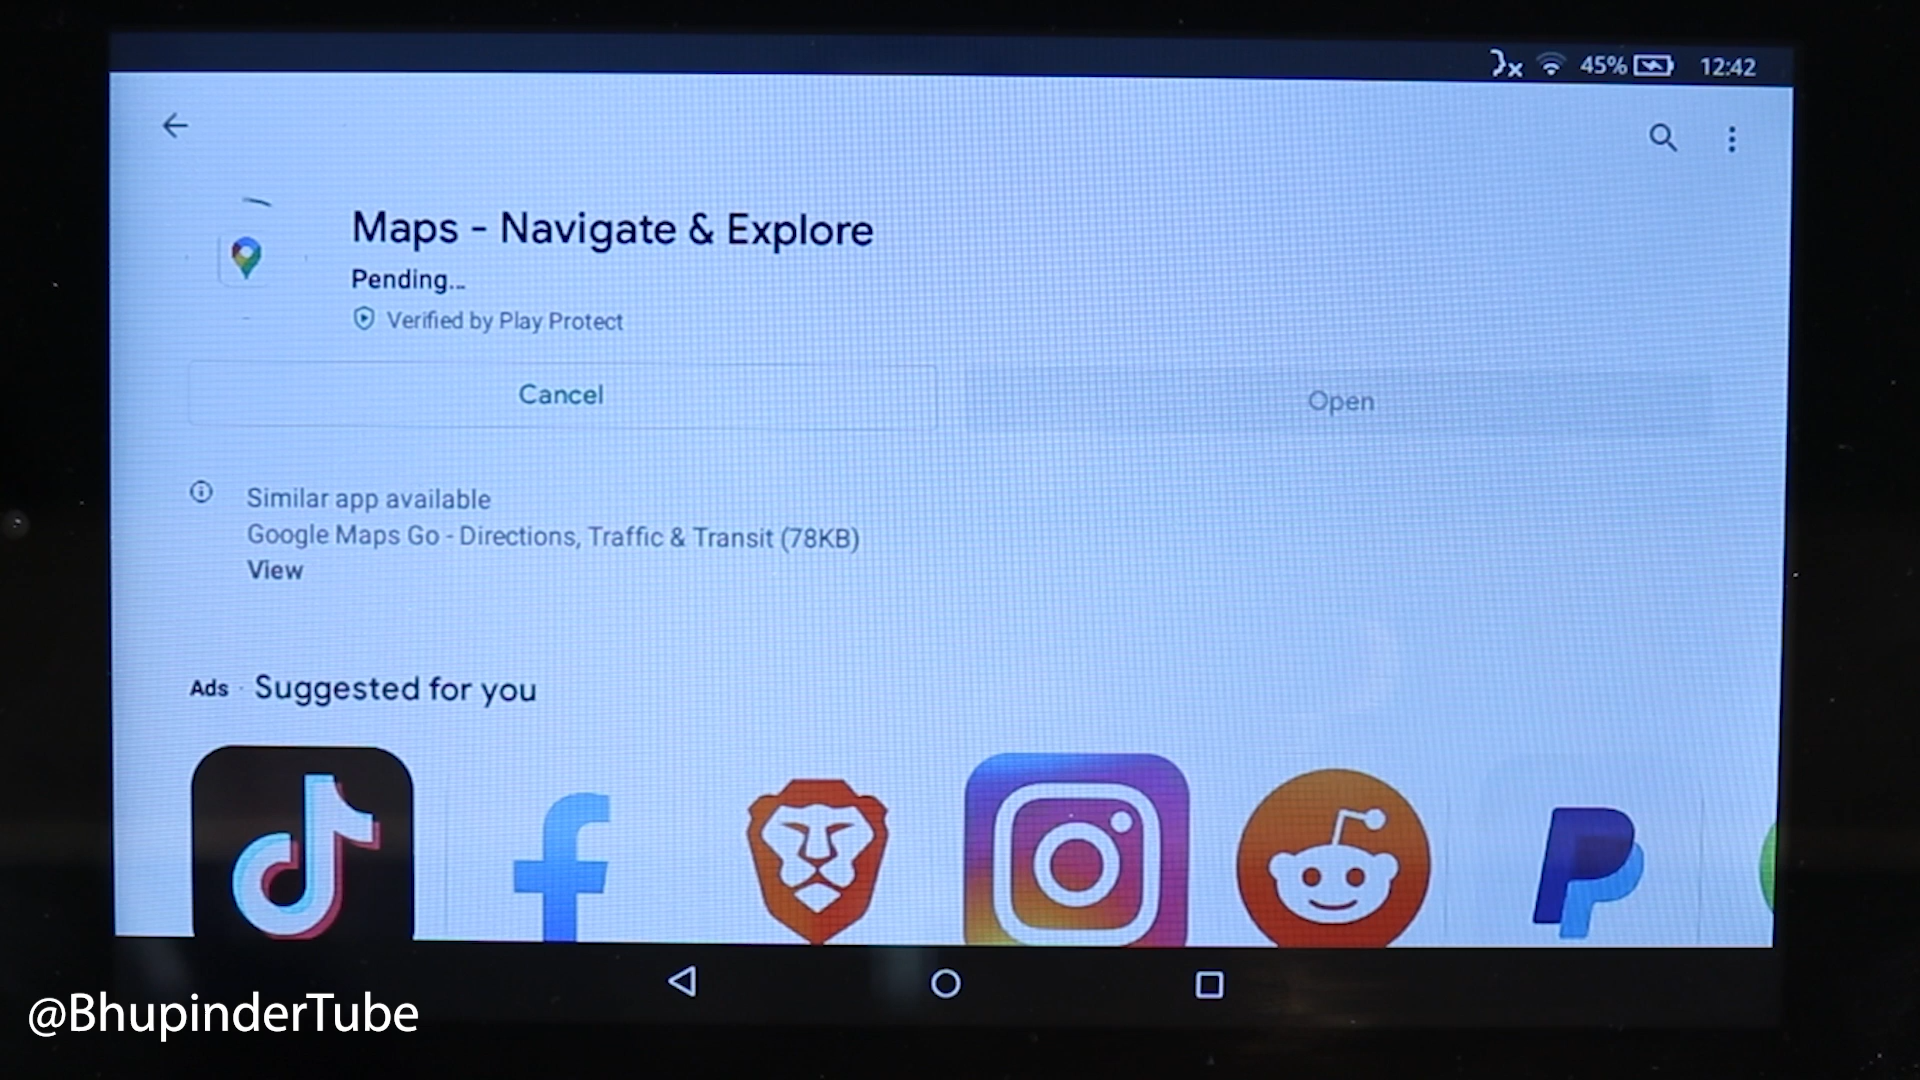 45% 12:42
Maps - Navigate & Explore
Pending...
Verified by Play Protect
Cancel
Open
Similar app available
Google Maps Go - Directions, Traffic & Transit (78KB)
View
Ads · Suggested for you
@BhupinderTube